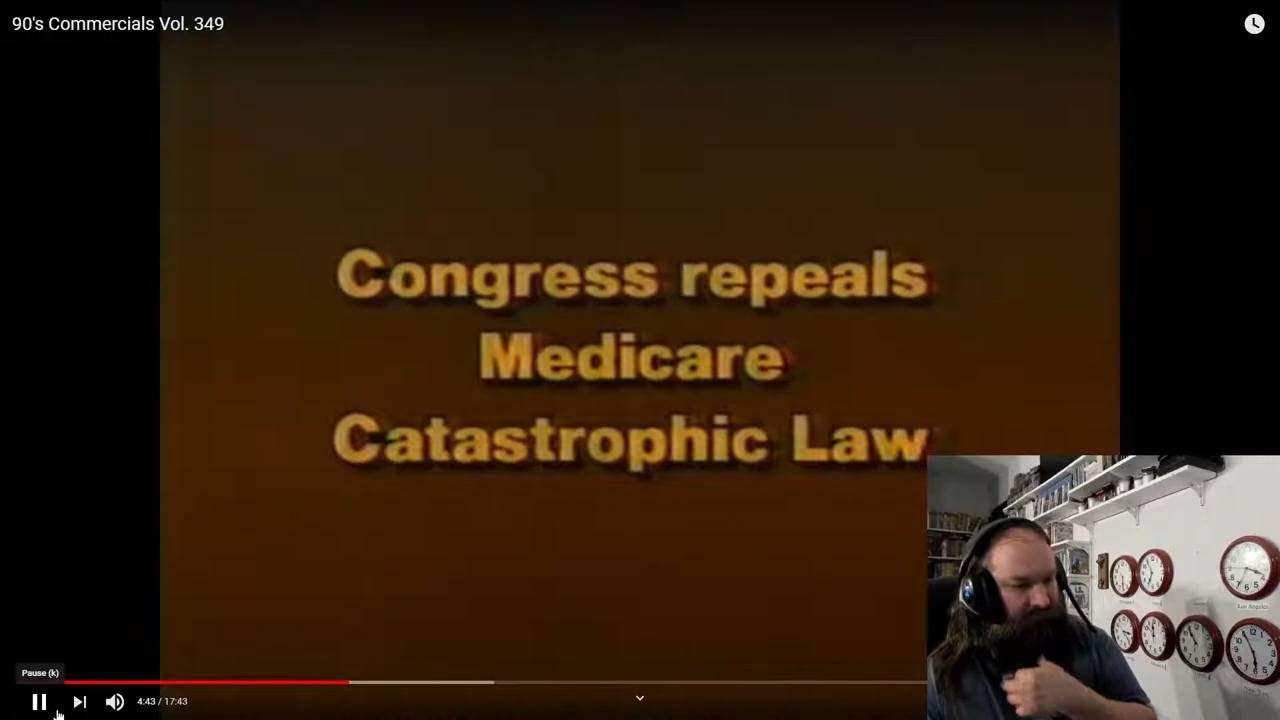 90's Commercials Vol. 349
Congress repeals
Medicare
Catastrophic Law
Pause (k)
4:43 / 17:43